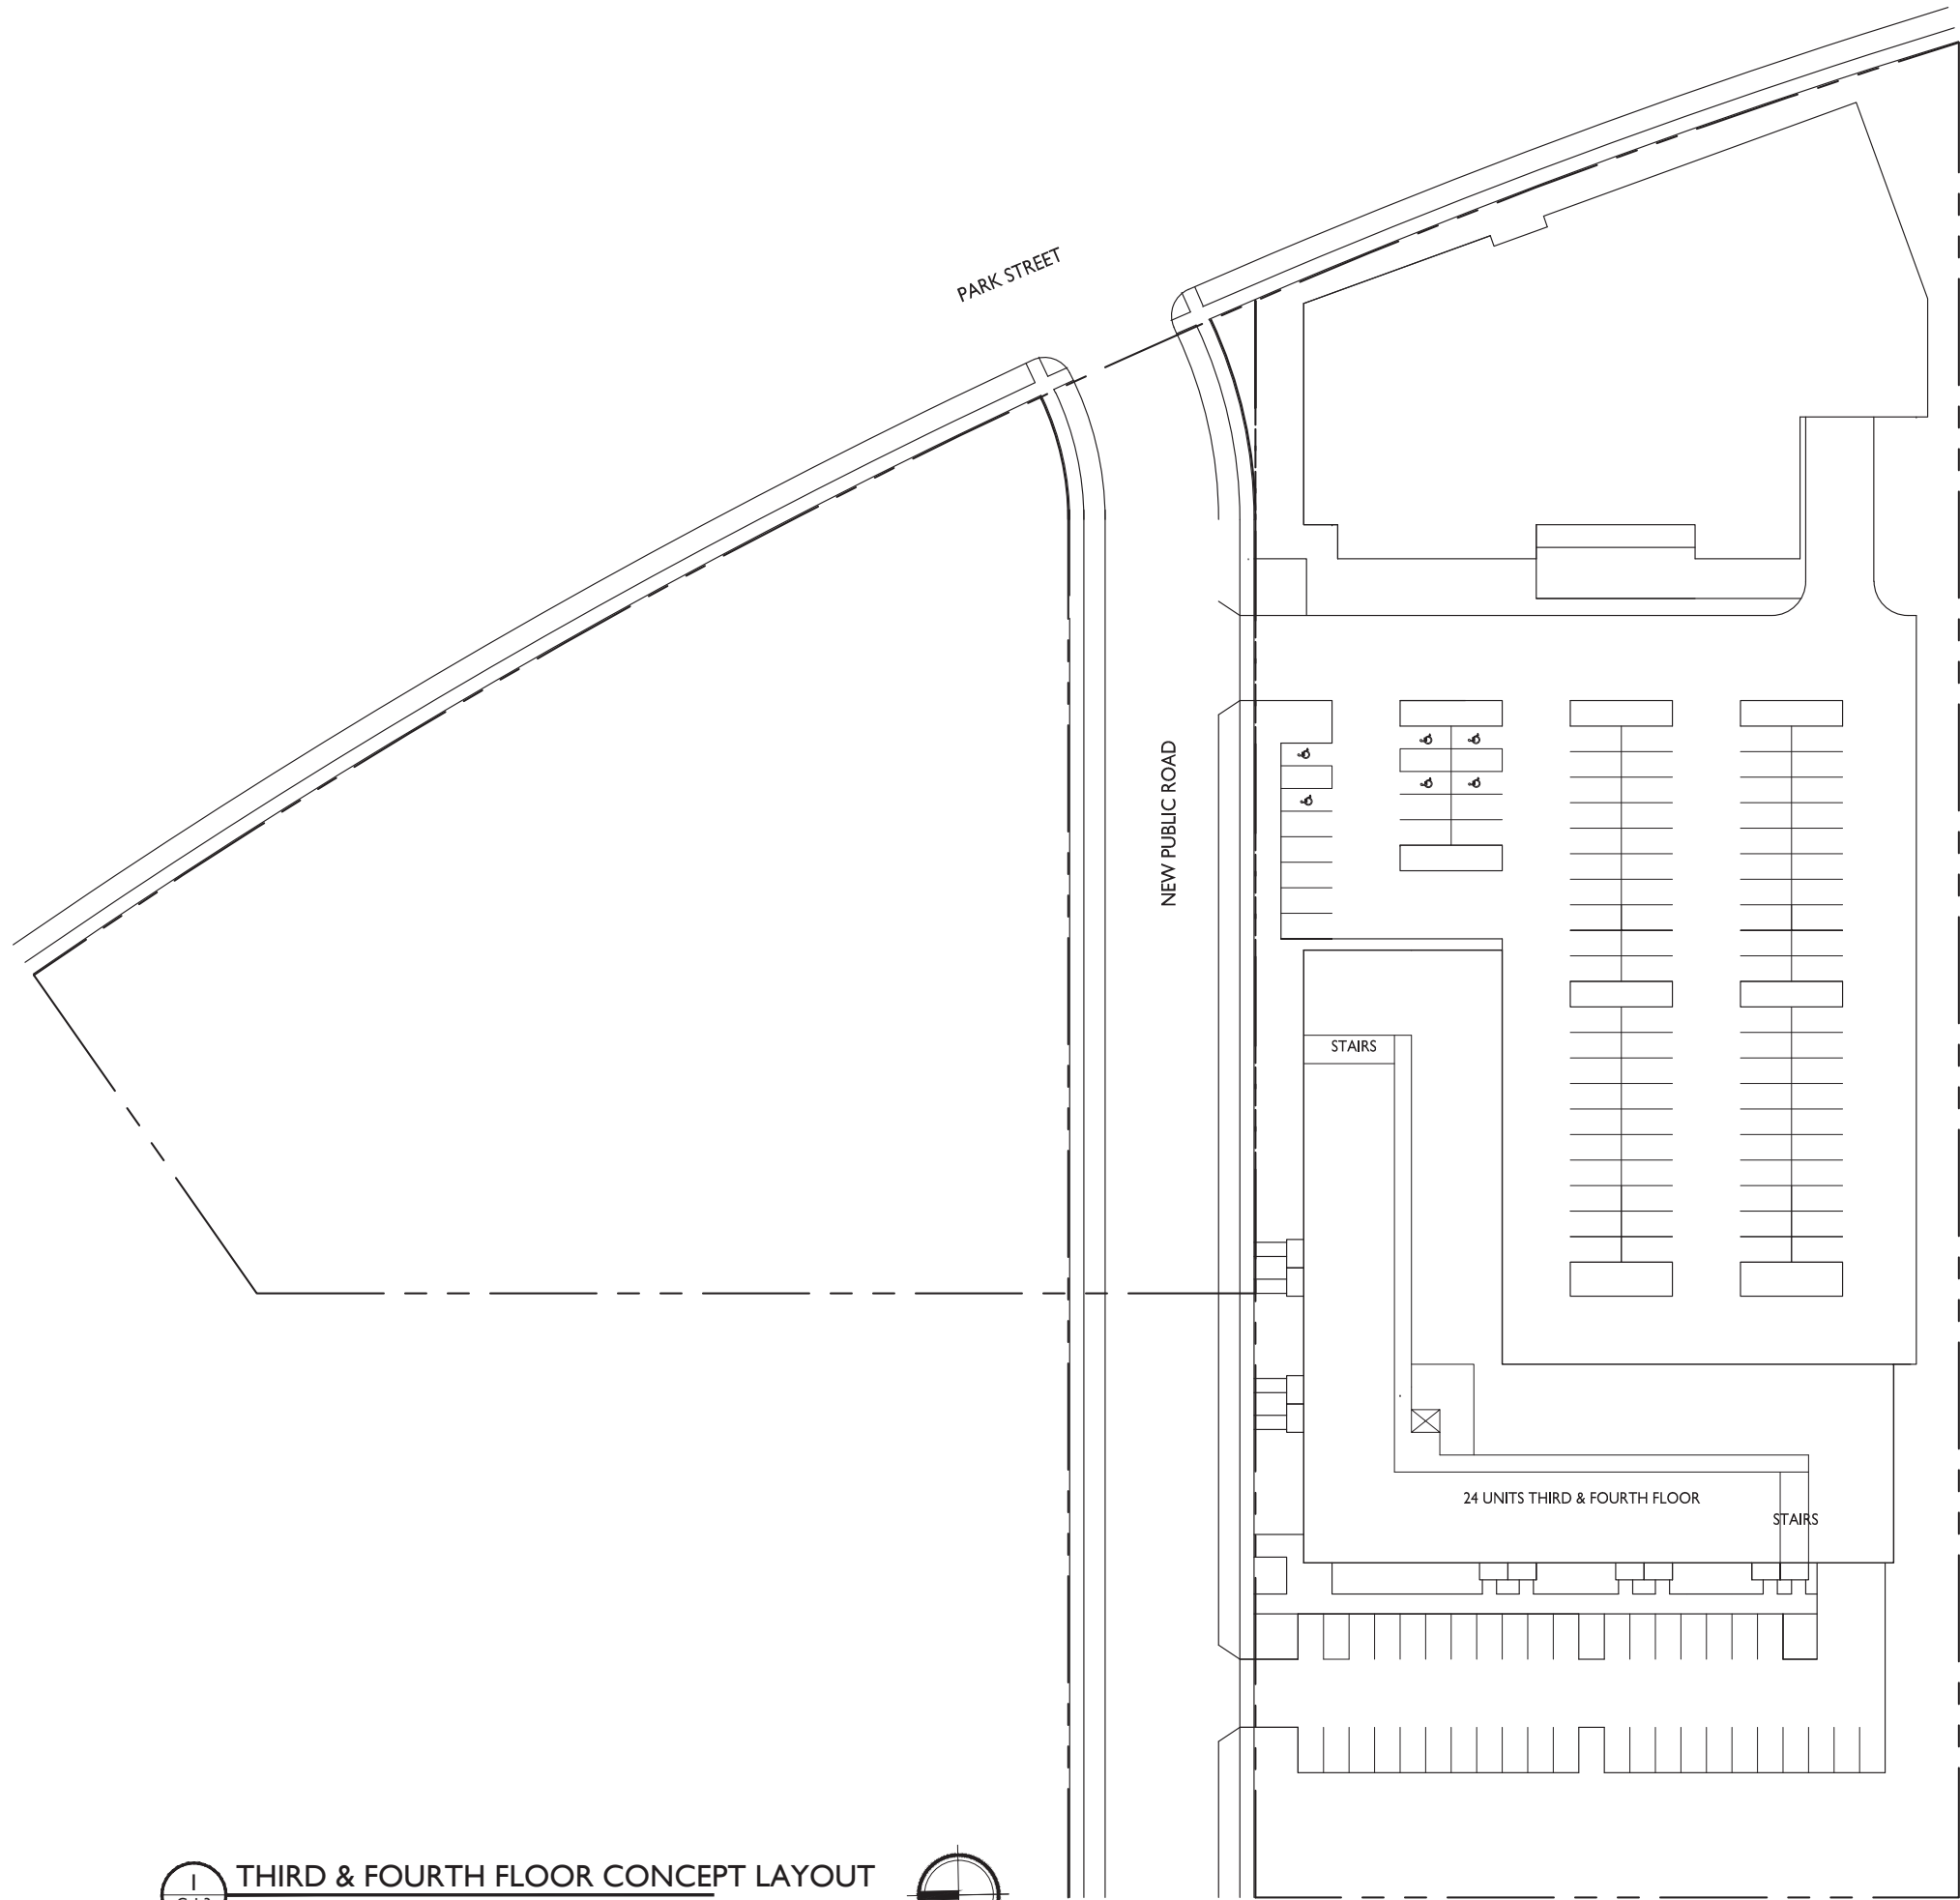 PARK STREET
NEW PUBLIC ROAD
STAIRS
24 UNITS THIRD & FOURTH FLOOR
STAIRS
1
THIRD & FOURTH FLOOR CONCEPT LAYOUT